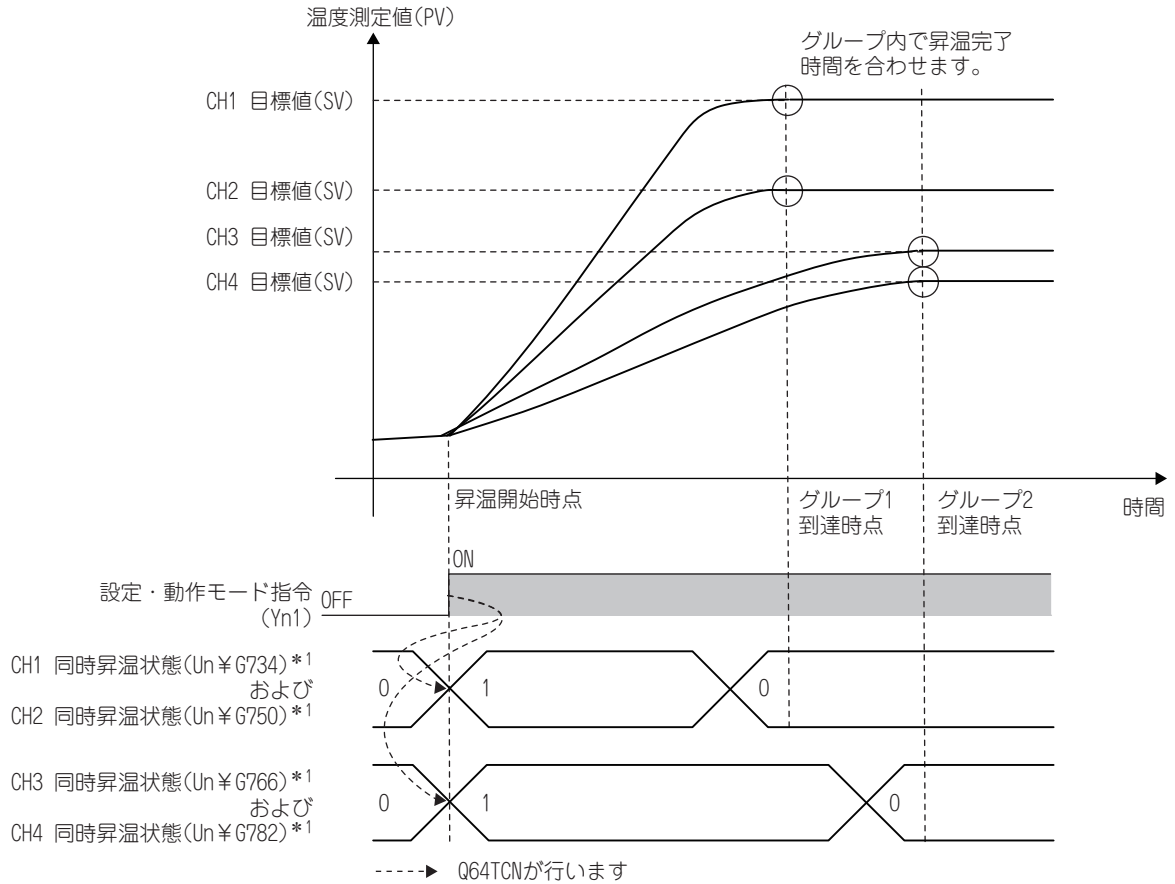 温度測定値(PV)
グループ内で昇温完了
時間を合わせます。
CH1 目標値(SV)
CH2 目標値(SV)
CH3 目標値(SV)
CH4 目標値(SV)
昇温開始時点
グループ1
到達時点
グループ2
到達時点
時間
ON
設定・動作モード指令
(Yn1)
OFF
CH1 同時昇温状態(Un¥G734)*1
および
CH2 同時昇温状態(Un¥G750)*1
0
1
0
CH3 同時昇温状態(Un¥G766)*1
および
CH4 同時昇温状態(Un¥G782)*1
0
1
0
Q64TCNが行います